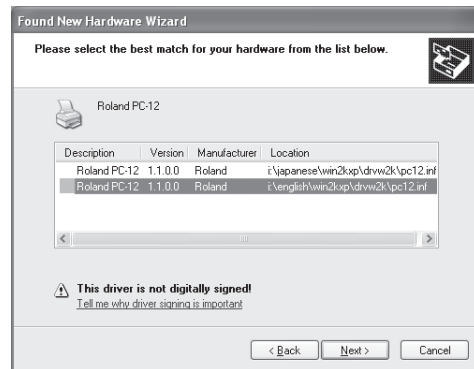 Found New Hardware Wizard
Please select the best match for your hardware from the list below.
Roland PC-12
Description Version Manufacturer Location
Roland PC-12 1.1.0.0 Roland i:\japanese\win2kxp\drvw2k\pc12.inf
Roland PC-12 1.1.0.0 Roland i:\english\win2kxp\drvw2k\pc12.inf
This driver is not digitally signed!
Tell me why driver signing is important
< Back Next > Cancel